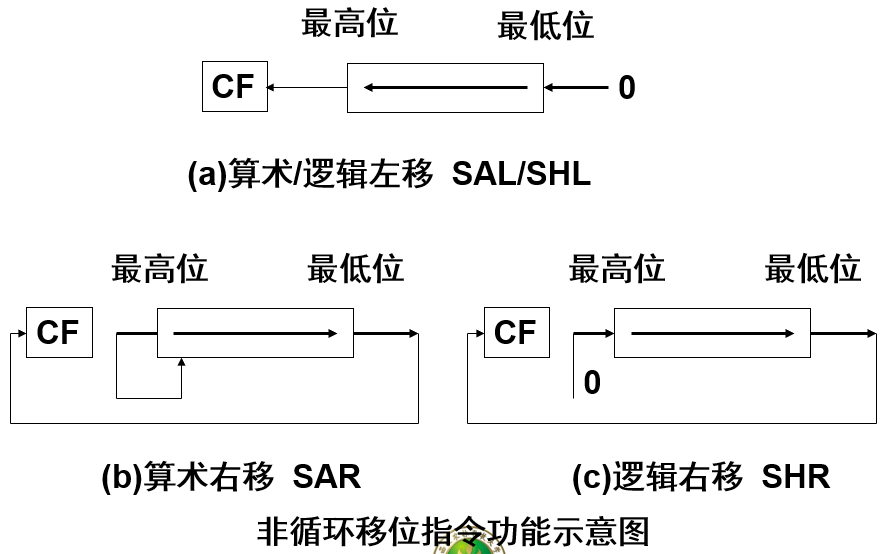 最高位 最低位
CF 0
(a)算术/逻辑左移 SAL/SHL
最高位 最低位
CF
(b)算术右移 SAR
最高位 最低位
CF
0
(c)逻辑右移 SHR
非循环移位指令功能示意图